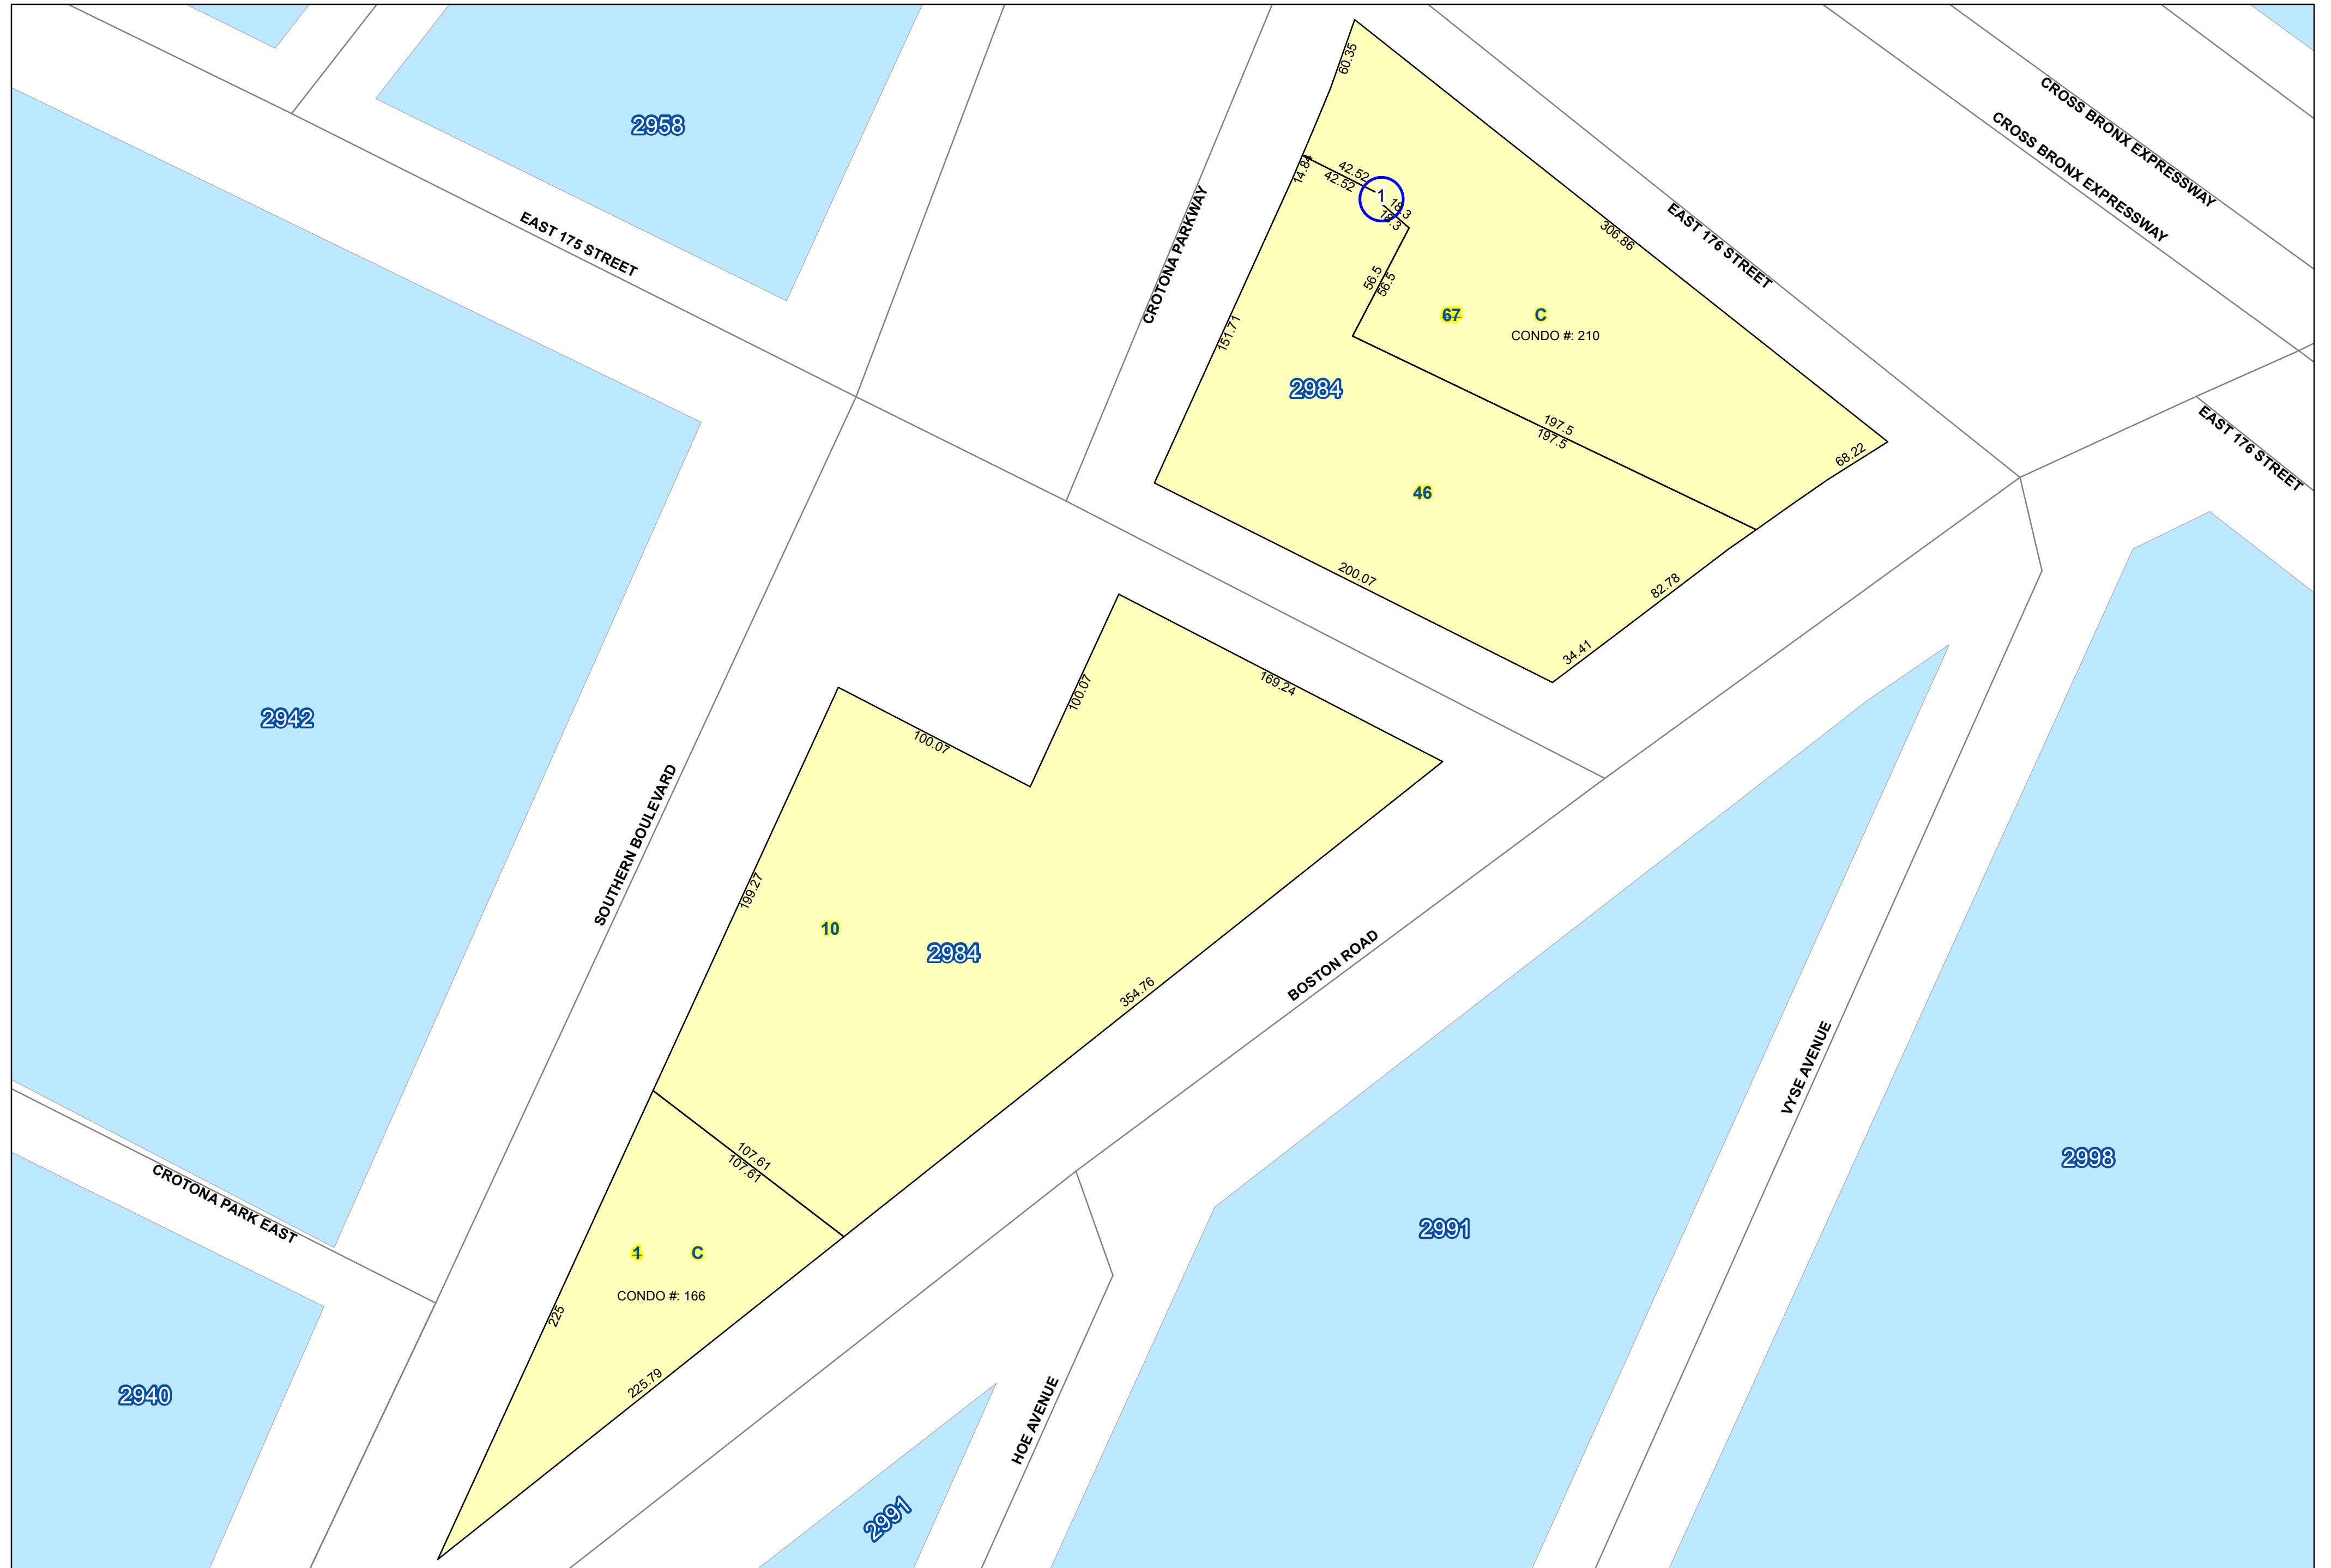 60.35
CROSS BRONX EXPRESSWAY
2958
CROSS BRONX EXPRESSWAY
14.84
42.52
42.52
1
18.3
18.3
EAST 175 STREET
CROTONA PARKWAY
306.86
EAST 176 STREET
56.5
56.5
67
C
CONDO #: 210
151.71
2984
197.5
197.5
68.22
EAST 176 STREET
46
200.07
82.78
34.41
169.24
100.07
2942
100.07
SOUTHERN BOULEVARD
199.27
10
2984
354.76
BOSTON ROAD
VYSE AVENUE
107.61
107.61
2998
CROTONA PARK EAST
2991
1
C
CONDO #: 166
225
225.79
2940
HOE AVENUE
2991